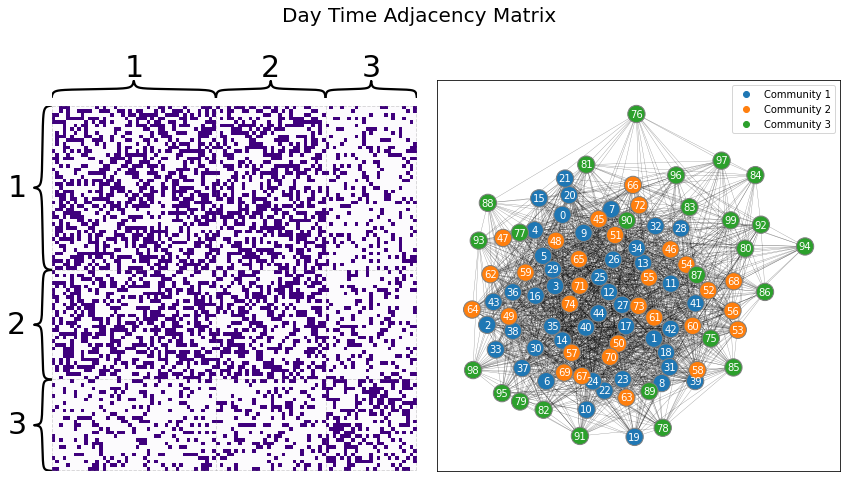 Day Time Adjacency Matrix
1 2 3
1
2
3
Community 1
Community 2
Community 3
76
97
81
96 84
21
66
20
15
88 72
7 83
0
45 90 99
92
32 28
4 77 9 51
47
93 48
94
34 46 80
5 65 26 13 54
29
62 59 25 55 87
68
36 3 71 11
16 12 52 86
43 74 27 73 41
64 49 44 61 56
2 38 35 40 17 42 60 53
14 1 75
33 30 50
57 70 18
37 31 85
98 69 67 58
6 24 23 8 39
95 22 89
79 63
82 10
78
91 19